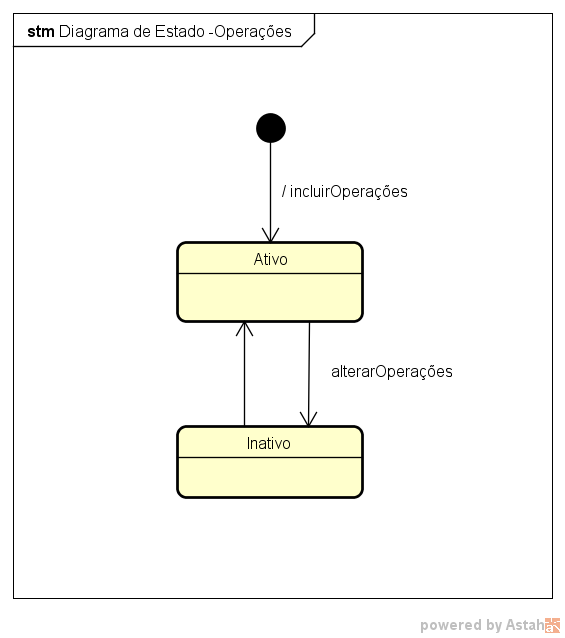 stm Diagrama de Estado -Operações
/ incluirOperações
Ativo
alterarOperações
Inativo
powered by Astah